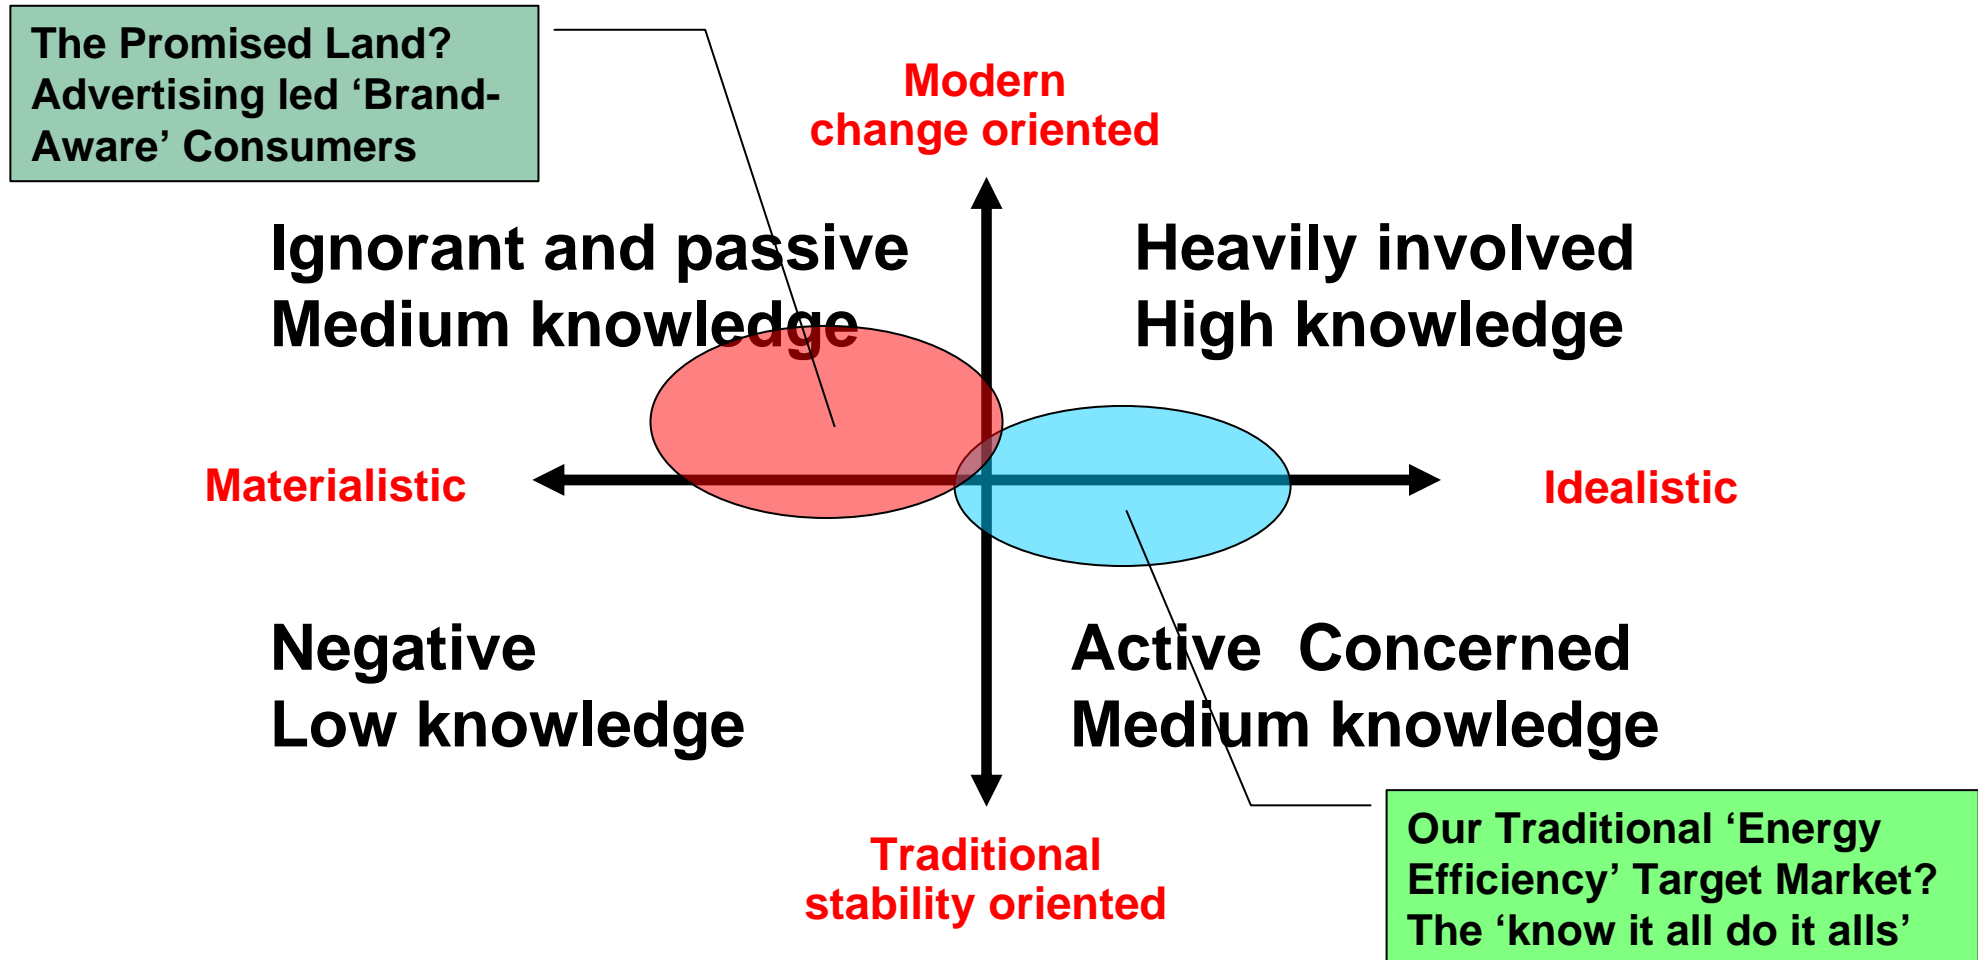 The Promised Land?
Advertising led ‘Brand-
Aware’ Consumers
Modern
change oriented
Ignorant and passive
Medium knowledge
Heavily involved
High knowledge
Materialistic
Idealistic
Negative
Low knowledge
Active  Concerned
Medium knowledge
Traditional
stability oriented
Our Traditional ‘Energy
Efficiency’ Target Market?
The ‘know it all do it alls’